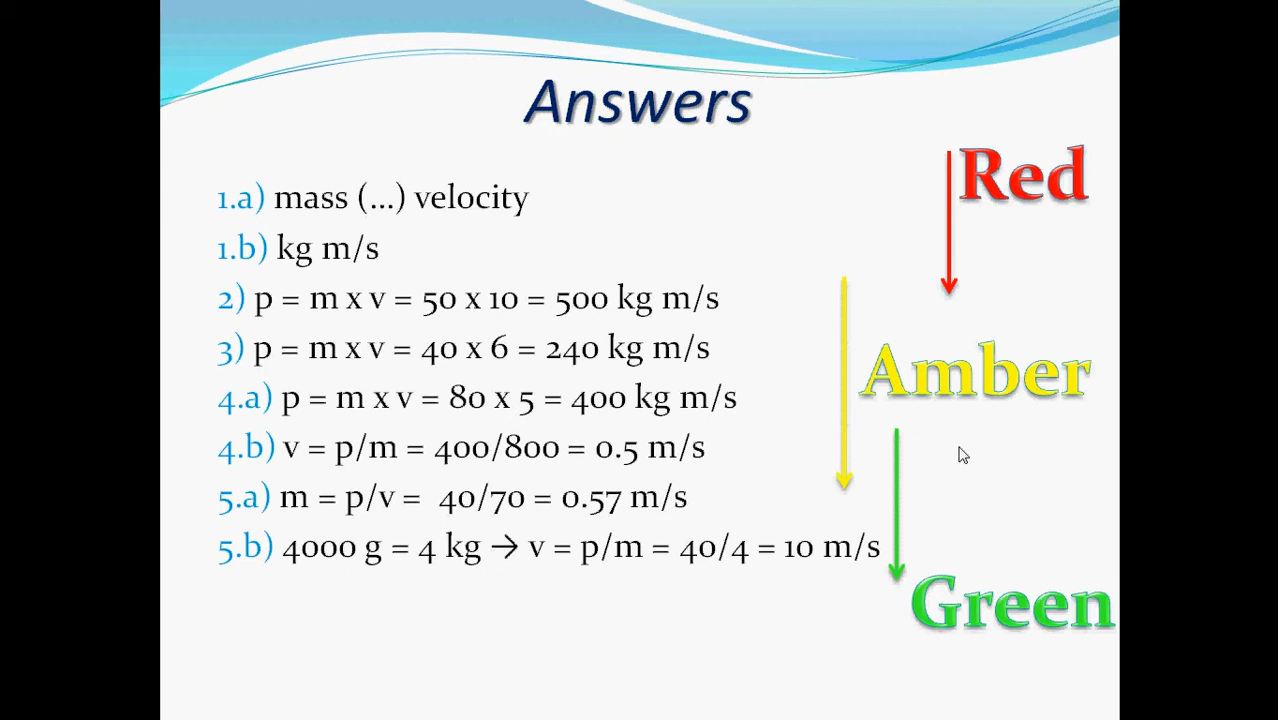 Answers
Red
1.a) mass (...) velocity
1.b) kg m/s
2) p = m x v = 50 x 10 = 500 kg m/s
3) p = m x v = 40 x 6 = 240 kg m/s
Amber
4.a) p = m x v = 80 x 5 = 400 kg m/s
4.b) v = p/m = 400/800 = 0.5 m/s
5.a) m = p/v = 40/70 = 0.57 m/s
5.b) 4000 g = 4 kg → v = p/m = 40/4 = 10 m/s
Green